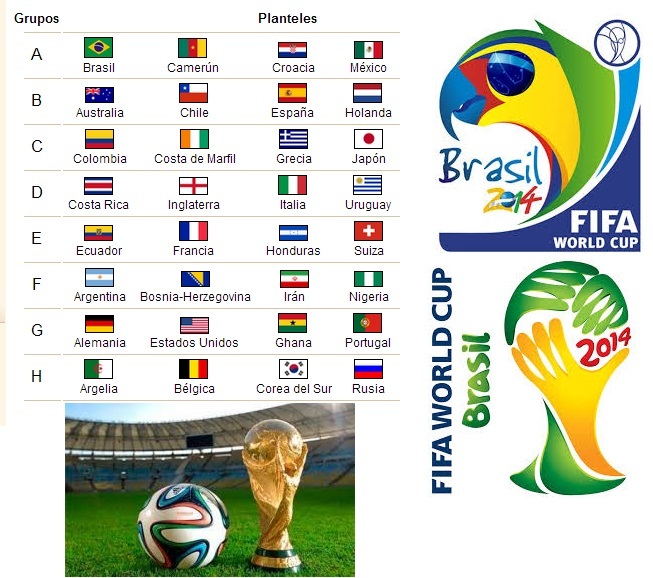 Grupos Planteles
A
Brasil Camerún Croacia México
B
Australia Chile España Holanda
C
Colombia Costa de Marfil Grecia Japón
D
Costa Rica Inglaterra Italia Uruguay
E
Ecuador Francia Honduras Suiza
F
Argentina Bosnia-Herzegovina Irán Nigeria
G
Alemania Estados Unidos Ghana Portugal
H
Argelia Bélgica Corea del Sur Rusia
Brasil
2014
FIFA
WORLD CUP
FIFA WORLD CUP
Brasil
2014